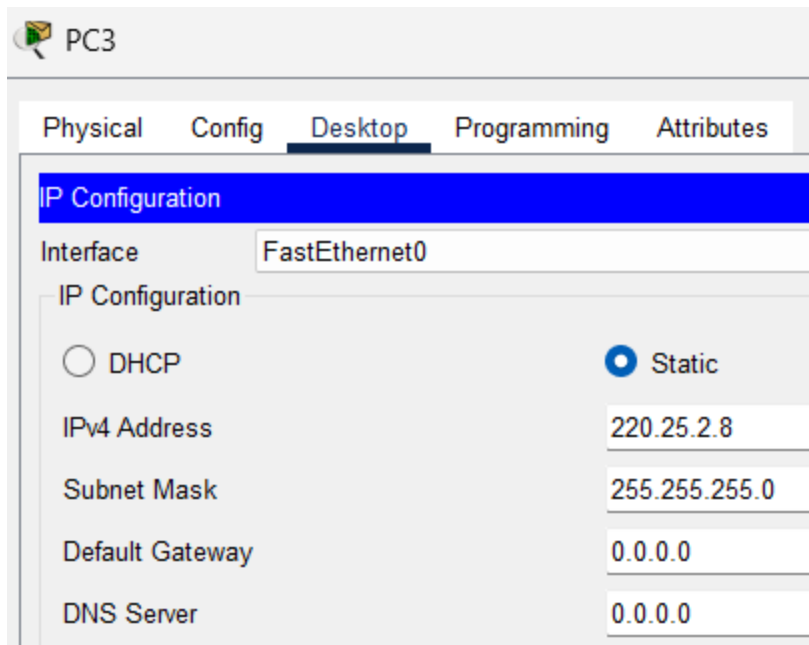 PC3
Physical Config Desktop Programming Attributes
IP Configuration
Interface FastEthernet0
IP Configuration
DHCP Static
IPv4 Address 220.25.2.8
Subnet Mask 255.255.255.0
Default Gateway 0.0.0.0
DNS Server 0.0.0.0